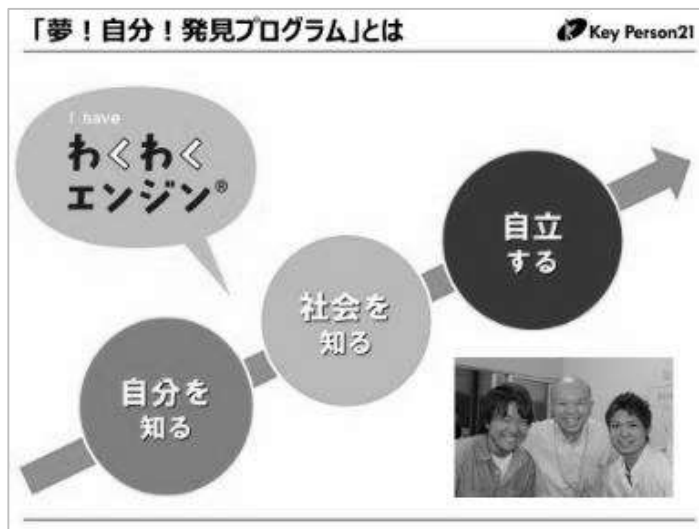 「夢！自分！発見プログラム」とは
Key Person21
I have
わくわく
エンジン®
自立
する
社会を
知る
自分を
知る